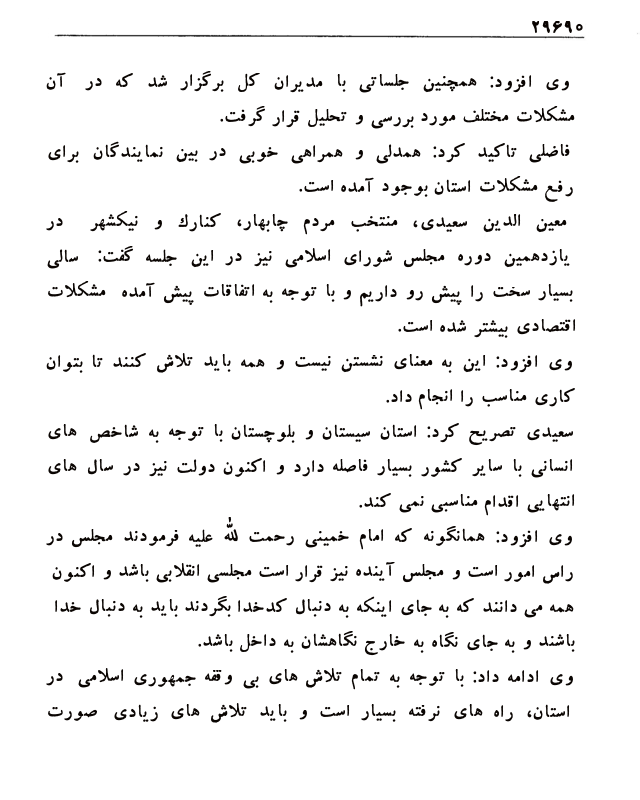 ۲۹۶۹۰
وی افزود: همچنین جلساتی با مدیران کل برگزار شد که در آن
مشکلات مختلف مورد بررسی و تحلیل قرار گرفت.
فاضلی تاکید کرد: همدلی و همراهی خوبی در بین نمایندگان برای
رفع مشکلات استان بوجود آمده است.
معین الدین سعیدی، منتخب مردم چابهار، کنارك و نیکشهر در
یازدهمین دوره مجلس شورای اسلامی نیز در این جلسه گفت: سالی
بسیار سخت را پیش رو داریم و با توجه به اتفاقات پیش آمده مشکلات
اقتصادی بیشتر شده است.
وی افزود: این به معنای نشستن نیست و همه باید تلاش کنند تا بتوان
کاری مناسب را انجام داد.
سعیدی تصریح کرد: استان سیستان و بلوچستان با توجه به شاخص های
انسانی با سایر کشور بسیار فاصله دارد و اکنون دولت نیز در سال های
انتهایی اقدام مناسبی نمی کند.
وی افزود: همانگونه که امام خمینی رحمت لله علیه فرمودند مجلس در
راس امور است و مجلس آینده نیز قرار است مجلسی انقلابی باشد و اکنون
همه می دانند که به جای اینکه به دنبال کدخدا بگردند باید به دنبال خدا
باشند و به جای نگاه به خارج نگاهشان به داخل باشد.
وی ادامه داد: با توجه به تمام تلاش های بی وقفه جمهوری اسلامی در
استان، راه های نرفته بسیار است و باید تلاش های زیادی صورت